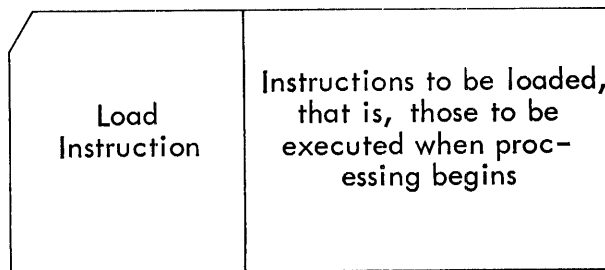 Load
Instruction
Instructions to be loaded,
that is, those to be
executed when proc-
essing begins